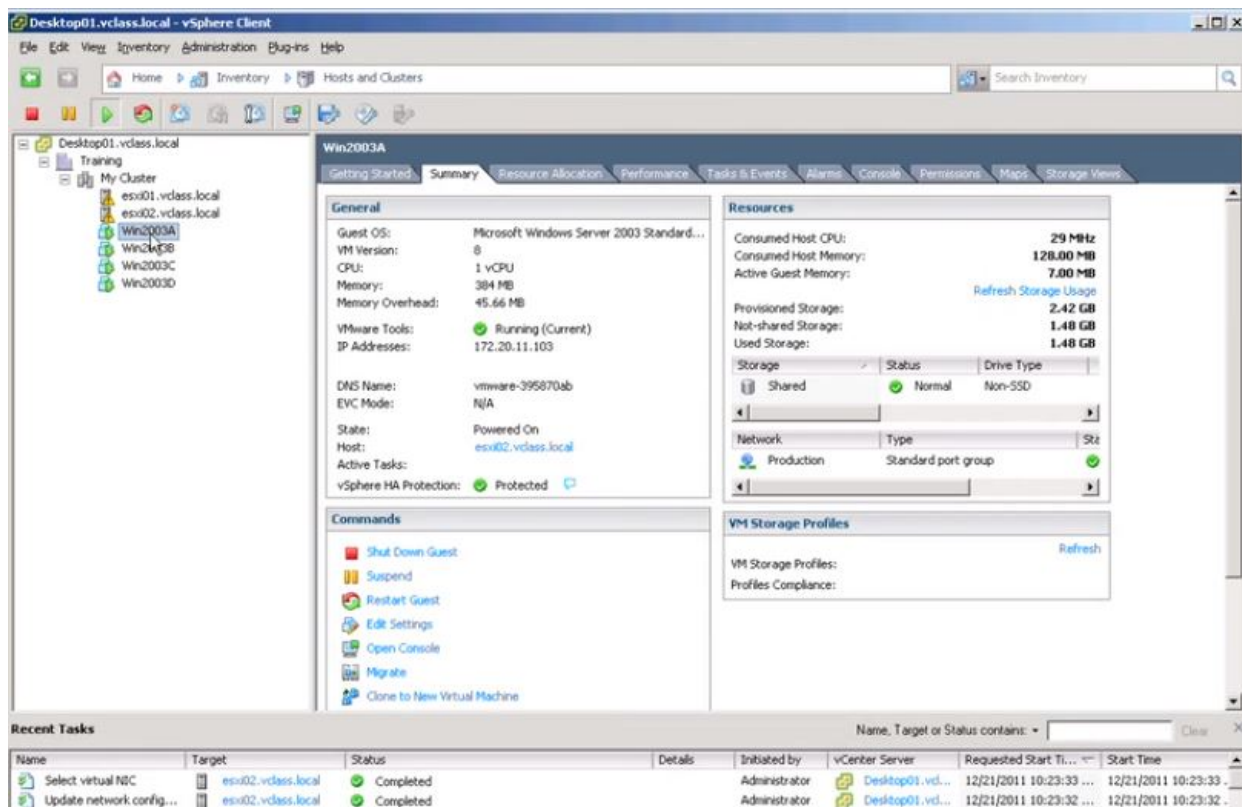 Desktop01.vclass.local - vSphere Client
File Edit View Inventory Administration Plug-ins Help
Home Inventory Hosts and Clusters
Search Inventory
Desktop01.vclass.local
Training
My Cluster
esxi01.vclass.local
esxi02.vclass.local
Win2003A
Win2003C
Win2003D
Win2003A
Getting Started Summary Resource Allocation Performance Tasks & Events Alarms Console Permissions Maps Storage Views
General
Guest OS: Microsoft Windows Server 2003 Standard...
VM Version: 8
CPU: 1 vCPU
Memory: 384 MB
Memory Overhead: 45.66 MB
VMware Tools: Running (Current)
IP Addresses: 172.20.11.103
DNS Name: vmware-395870ab
EVC Mode: N/A
State: Powered On
Host: esxi02.vclass.local
Active Tasks:
vSphere HA Protection: Protected
Commands
Shut Down Guest
Suspend
Restart Guest
Edit Settings
Open Console
Migrate
Clone to New Virtual Machine
Resources
Consumed Host CPU: 29 MHz
Consumed Host Memory: 128.00 MB
Active Guest Memory: 7.00 MB
Refresh Storage Usage
Provisioned Storage: 2.42 GB
Not-shared Storage: 1.48 GB
Used Storage: 1.48 GB
Storage Status Drive Type
Shared Normal Non-SSD
Network Type Sta
Production Standard port group
VM Storage Profiles
Refresh
VM Storage Profiles:
Profiles Compliance:
Recent Tasks
Name, Target or Status contains: Clear
Name Target Status Details Initiated by vCenter Server Requested Start Ti... Start Time
Select virtual NIC esxi02.vclass.local Completed Administrator Desktop01.vcl... 12/21/2011 10:23:33 ... 12/21/2011 10:23:33 .
Update network config... esxi02.vclass.local Completed Administrator Desktop01.vcl... 12/21/2011 10:23:32 ... 12/21/2011 10:23:32 .